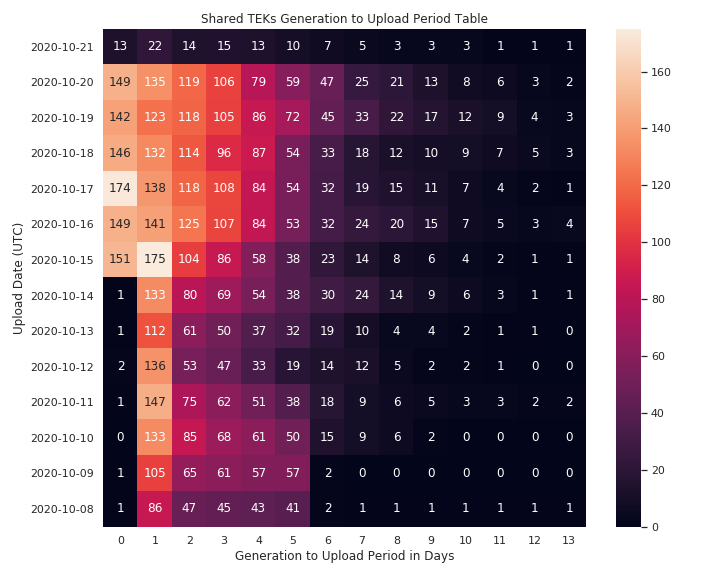 Shared TEKs Generation to Upload Period Table
Upload Date (UTC)
2020-10-21 13 22 14 15 13 10 7 5 3 3 3 1 1 1
2020-10-20 149 135 119 106 79 59 47 25 21 13 8 6 3 2
2020-10-19 142 123 118 105 86 72 45 33 22 17 12 9 4 3
2020-10-18 146 132 114 96 87 54 33 18 12 10 9 7 5 3
2020-10-17 174 138 118 108 84 54 32 19 15 11 7 4 2 1
2020-10-16 149 141 125 107 84 53 32 24 20 15 7 5 3 4
2020-10-15 151 175 104 86 58 38 23 14 8 6 4 2 1 1
2020-10-14 1 133 80 69 54 38 30 24 14 9 6 3 1 1
2020-10-13 1 112 61 50 37 32 19 10 4 4 2 1 1 0
2020-10-12 2 136 53 47 33 19 14 12 5 2 2 1 0 0
2020-10-11 1 147 75 62 51 38 18 9 6 5 3 3 2 2
2020-10-10 0 133 85 68 61 50 15 9 6 2 0 0 0 0
2020-10-09 1 105 65 61 57 57 2 0 0 0 0 0 0 0
2020-10-08 1 86 47 45 43 41 2 1 1 1 1 1 1 1
0 1 2 3 4 5 6 7 8 9 10 11 12 13
Generation to Upload Period in Days
160
140
120
100
80
60
40
20
0